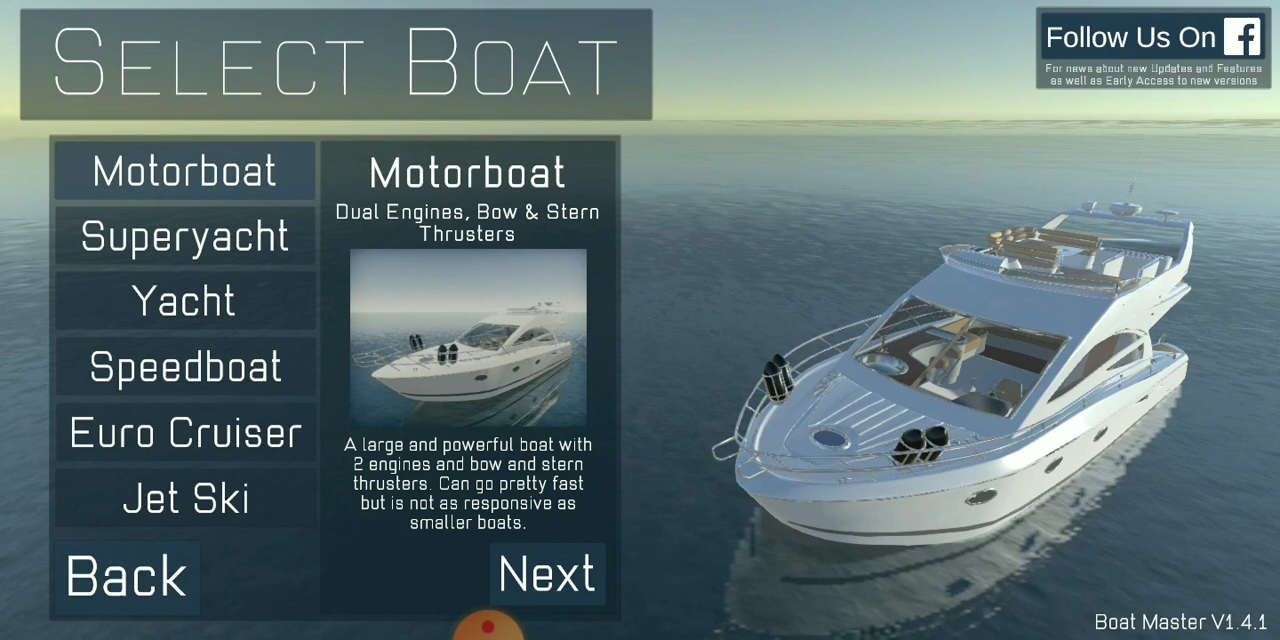 SELECT BOAT
Follow Us On
For news about new Updates and Features
as well as Early Access to new versions
Motorboat
Superyacht
Yacht
Speedboat
Euro Cruiser
Jet Ski
Back
Motorboat
Dual Engines, Bow & Stern
Thrusters
A large and powerful boat with
2 engines and bow and stern
thrusters. Can go pretty fast
but is not as responsive as
smaller boats.
Next
Boat Master V1.4.1